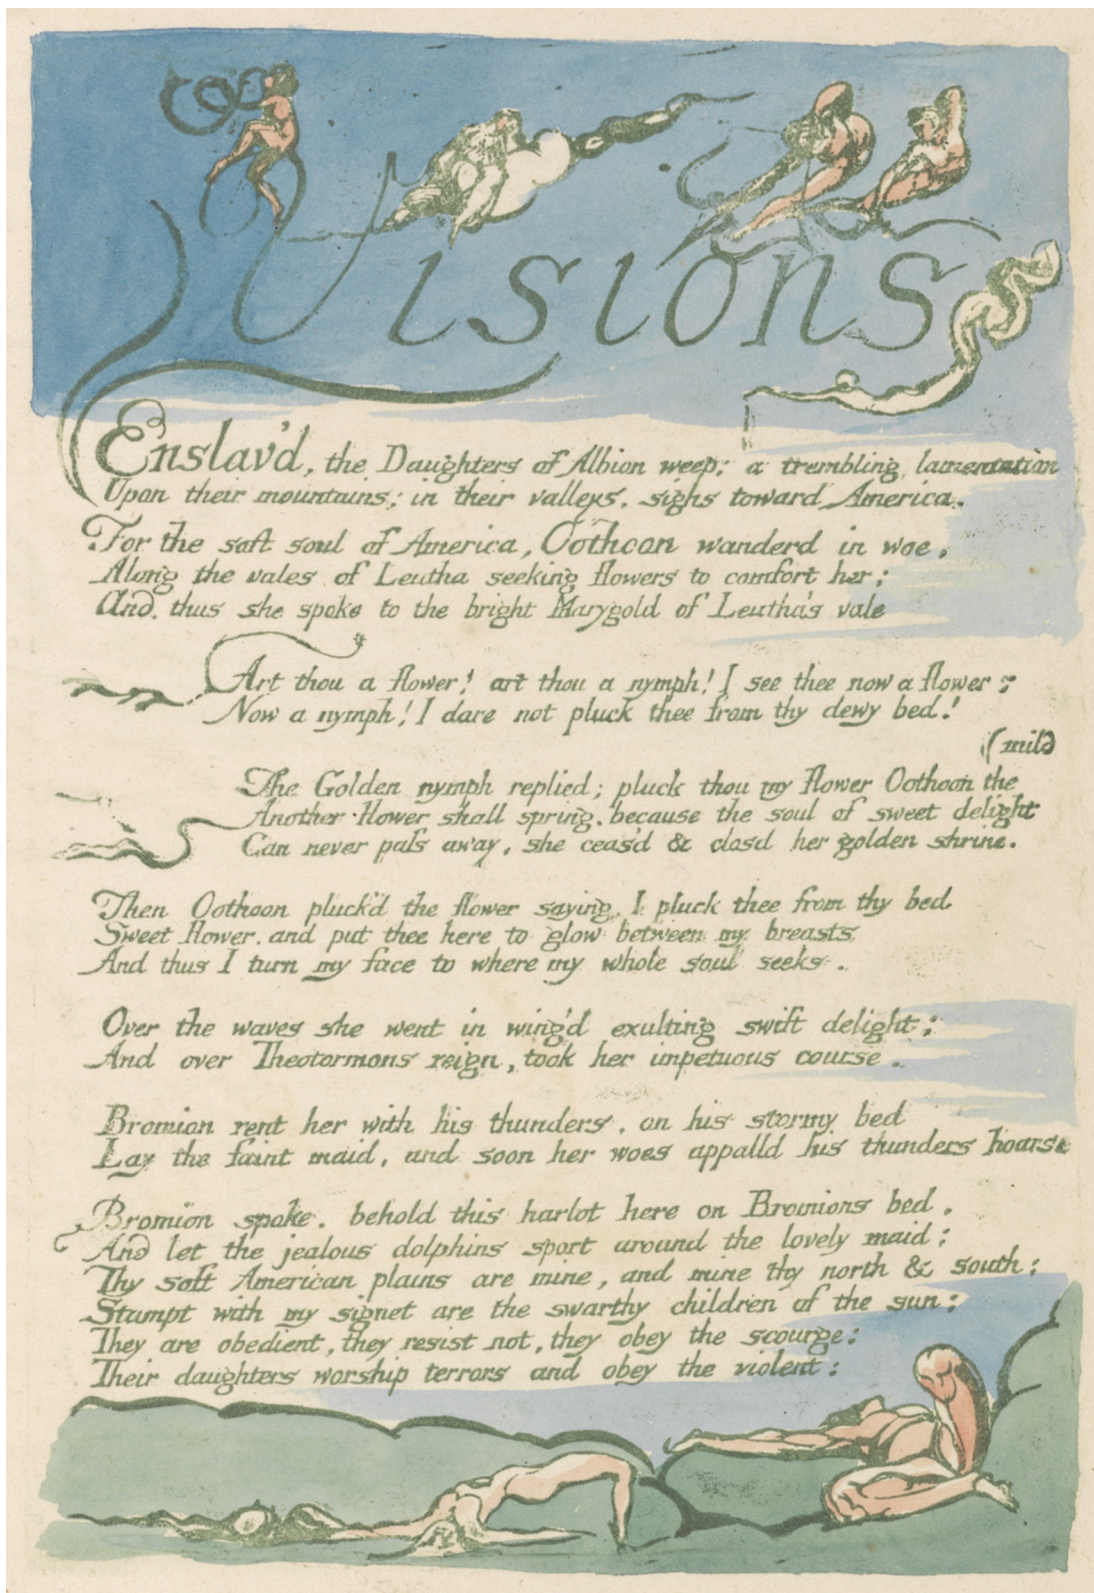 Visions
Enslav'd, the Daughters of Albion weep: a trembling lamentation
Upon their mountains; in their valleys. sighs toward America.
For the soft soul of America, Oothoon wanderd in woe,
Along the vales of Leutha seeking flowers to comfort her;
And thus she spoke to the bright Marygold of Leutha's vale
Art thou a flower! art thou a nymph! I see thee now a flower;
Now a nymph! I dare not pluck thee from thy dewy bed!
(mild
The Golden nymph replied; pluck thou my flower Oothoon the
Another flower shall spring, because the soul of sweet delight
Can never pass away. she ceas'd & closd her golden shrine.
Then Oothoon pluck'd the flower saying, I pluck thee from thy bed
Sweet flower. and put thee here to glow between my breasts
And thus I turn my face to where my whole soul seeks.
Over the waves she went in wing'd exulting swift delight;
And over Theotormons reign, took her impetuous course.
Bromion rent her with his thunders. on his stormy bed
Lay the faint maid, and soon her woes appalld his thunders hoarse
Bromion spoke. behold this harlot here on Bromions bed,
And let the jealous dolphins sport around the lovely maid;
Thy soft American plains are mine, and mine thy north & south:
Stampt with my signet are the swarthy children of the sun:
They are obedient, they resist not, they obey the scourge:
Their daughters worship terrors and obey the violent: